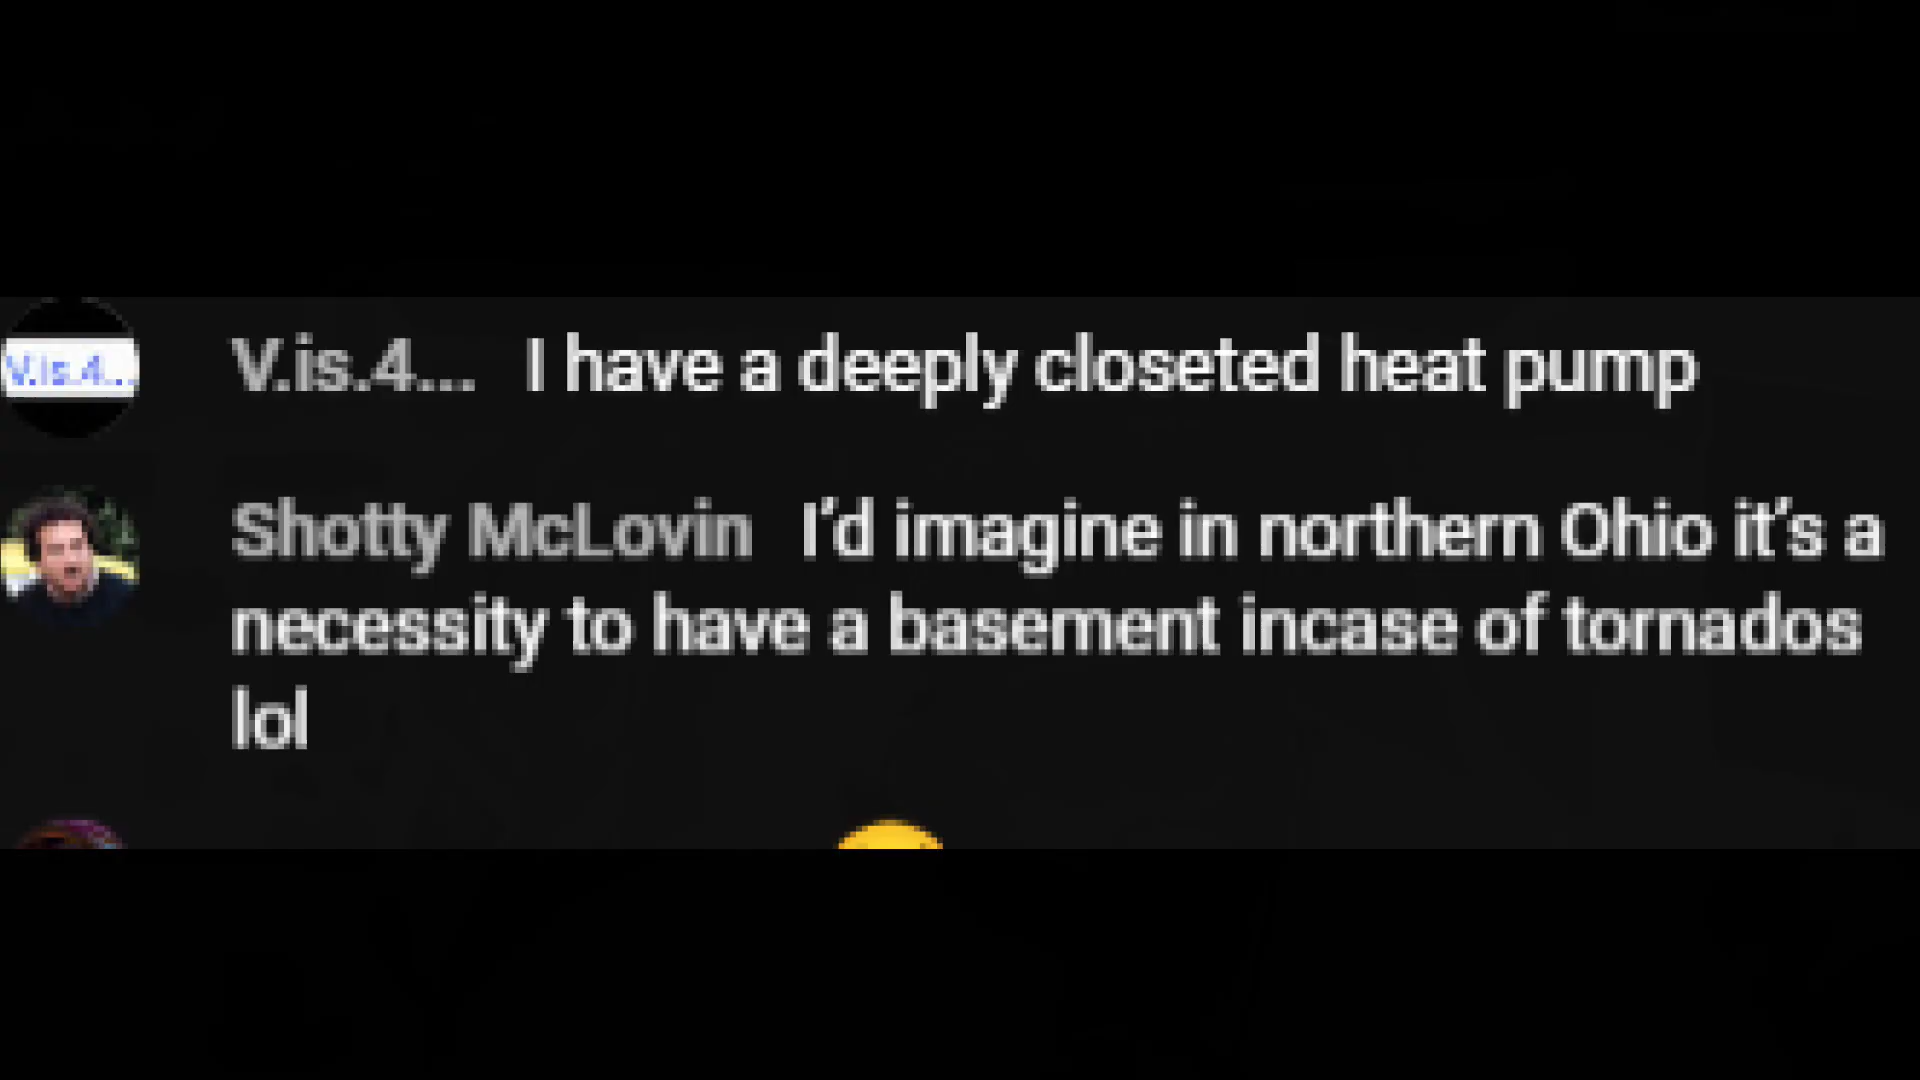 V.is.4...
V.is.4... I have a deeply closeted heat pump
Shotty McLovin I'd imagine in northern Ohio it's a
necessity to have a basement incase of tornados
lol